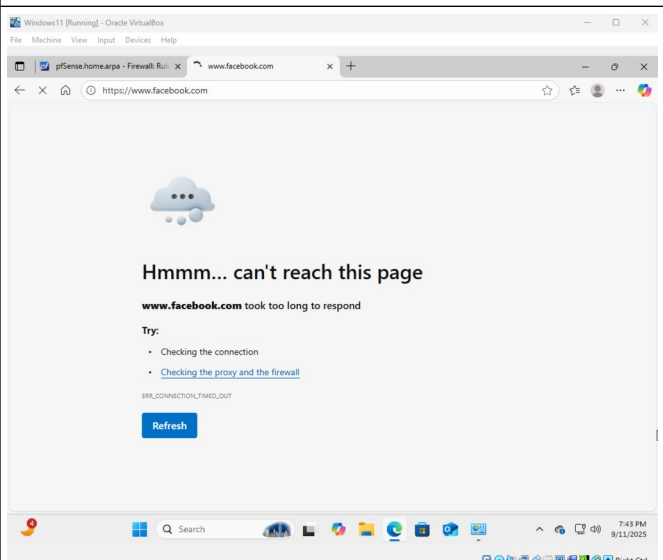 Windows11 [Running] - Oracle VirtualBox
File Machine View Input Devices Help
pfSense.home.arpa - Firewall: Rul
www.facebook.com
https://www.facebook.com
Hmmm... can't reach this page
www.facebook.com took too long to respond
Try:
• Checking the connection
• Checking the proxy and the firewall
ERR_CONNECTION_TIMED_OUT
Refresh
4
Search
7:43 PM
9/11/2025
Right Ctrl